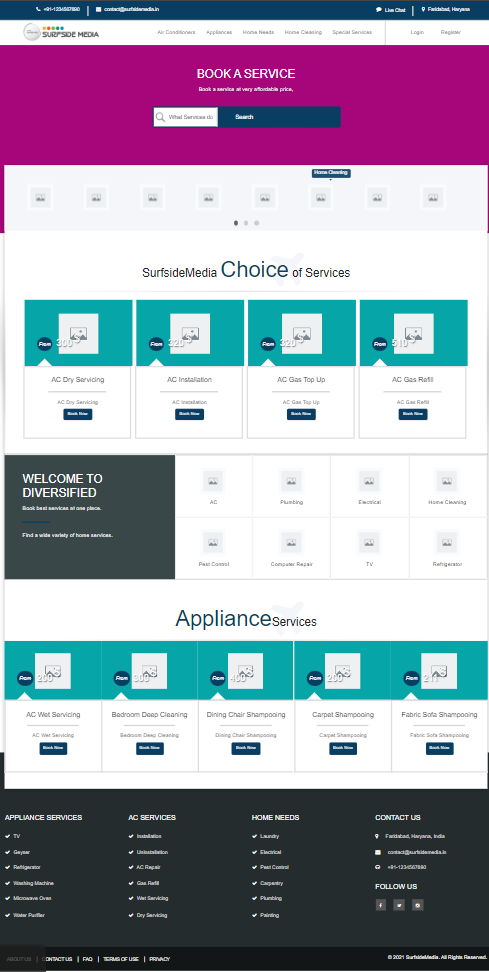 +91-1234567890 | contact@surfsidemedia.in Live Chat | Faridabad, Haryana
SURFSIDE MEDIA Air Conditioners Appliances Home Needs Home Cleaning Special Services Login Register
BOOK A SERVICE
Book a service at very affordable price,
What Services do Search
Home Cleaning
SurfsideMedia Choice of Services
From 300 From 320 From 320 From 510
AC Dry Servicing AC Installation AC Gas Top Up AC Gas Refill
AC Dry Servicing AC Installation AC Gas Top Up AC Gas Refill
Book Now Book Now Book Now Book Now
WELCOME TO
DIVERSIFIED
Book best services at one place.
Find a wide variety of home services.
AC Plumbing Electrical Home Cleaning
Pest Control Computer Repair TV Refrigerator
Appliance Services
From From From From From
AC Wet Servicing Bedroom Deep Cleaning Dining Chair Shampooing Carpet Shampooing Fabric Sofa Shampooing
AC Wet Servicing Bedroom Deep Cleaning Dining Chair Shampooing Carpet Shampooing Fabric Sofa Shampooing
Book Now Book Now Book Now Book Now Book Now
APPLIANCE SERVICES AC SERVICES HOME NEEDS CONTACT US
TV Installation Laundry Faridabad, Haryana, India
Geyser Uninstallation Electrical contact@surfsidemedia.in
Refrigerator AC Repair Pest Control +91-1234567890
Washing Machine Gas Refill Carpentry FOLLOW US
Microwave Oven Wet Servicing Plumbing
Water Purifier Dry Servicing Painting
ABOUT US | CONTACT US | FAQ | TERMS OF USE | PRIVACY © 2021 SurfsideMedia. All Rights Reserved.